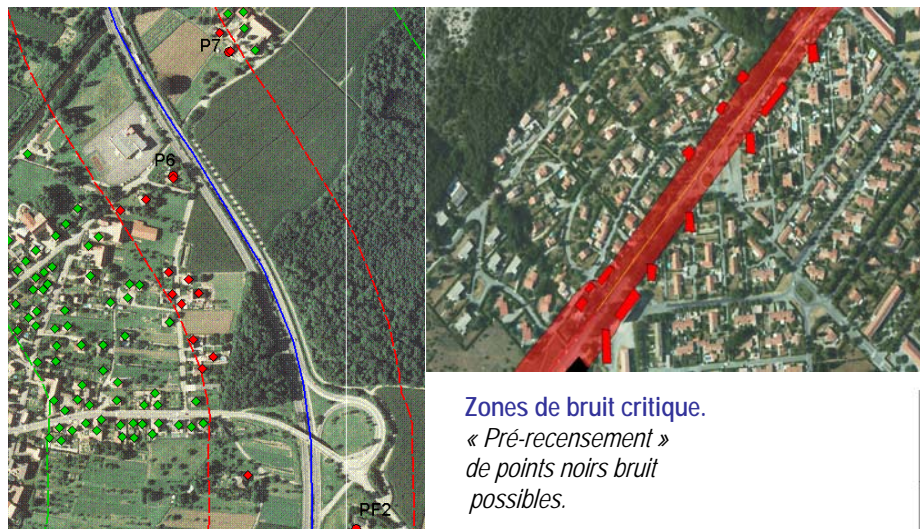 P7
P6
PF2
Zones de bruit critique.
« Pré-recensement »
de points noirs bruit
possibles.